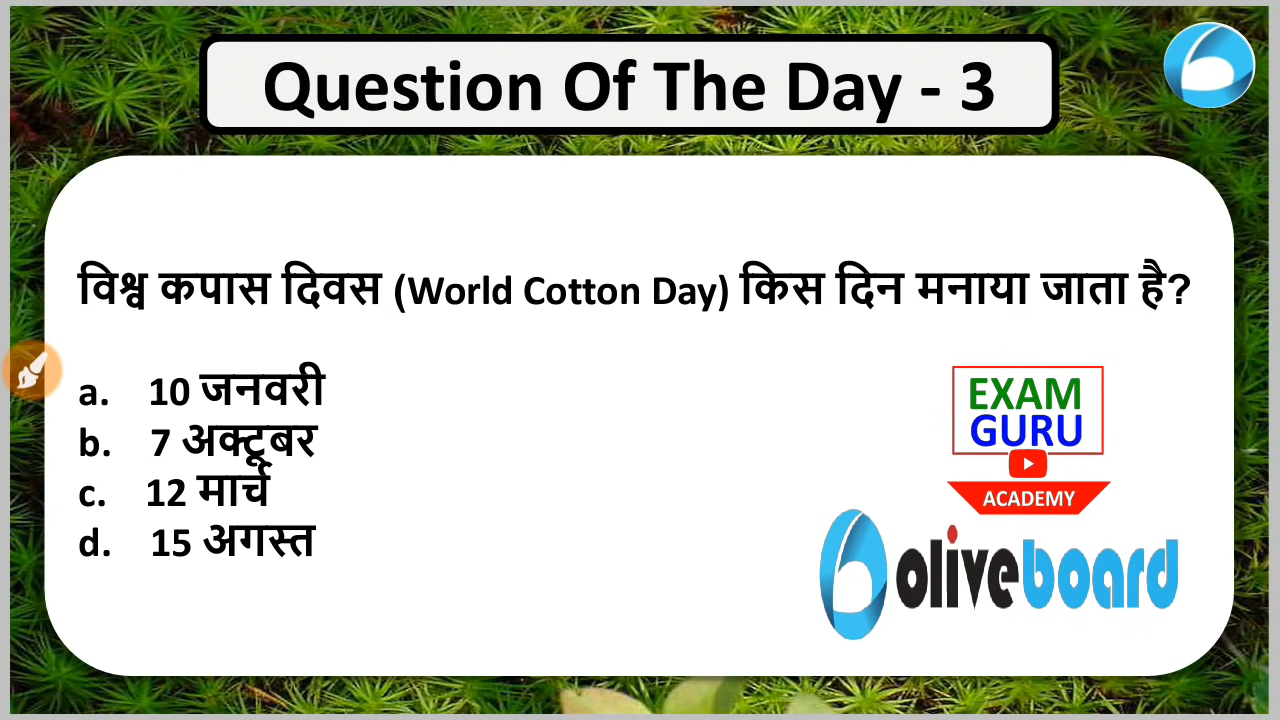 Question Of The Day - 3
विश्व कपास दिवस (World Cotton Day) किस दिन मनाया जाता है?
a. 10 जनवरी
b. 7 अक्टूबर
c. 12 मार्च
d. 15 अगस्त
EXAM
GURU
ACADEMY
oliveboard